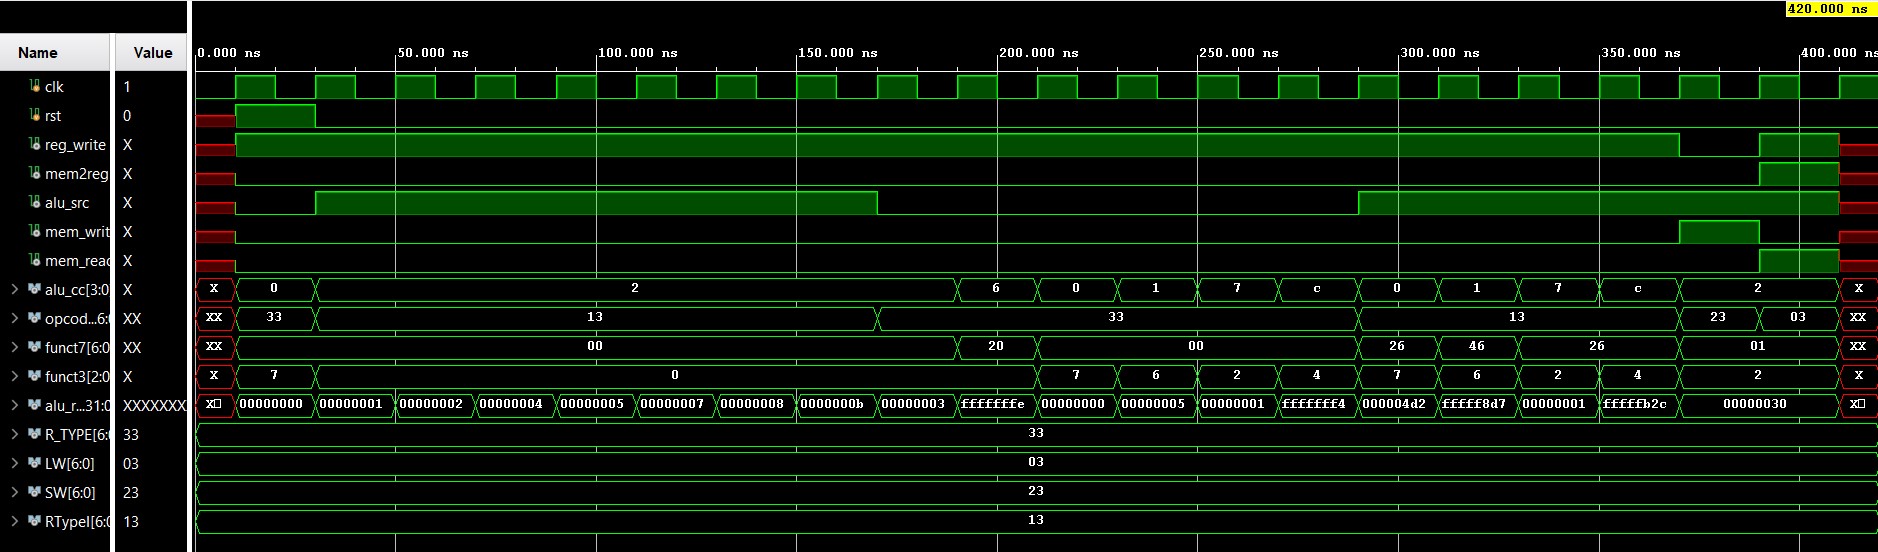 420.000 ns
Name Value
0.000 ns 50.000 ns 100.000 ns 150.000 ns 200.000 ns 250.000 ns 300.000 ns 350.000 ns 400.000 ns
clk 1
rst 0
reg_write X
mem2reg X
alu_src X
mem_writ X
mem_read X
alu_cc[3:0 X X 0 2 6 0 1 7 c 0 1 7 c 2 X
opcod...6:0 XX XX 33 13 33 13 23 03 XX
funct7[6:0 XX XX 00 20 00 26 46 26 01 XX
funct3[2:0 X X 7 0 7 6 2 4 7 6 2 4 2 X
alu_r...31:0 XXXXXXX X 00000000 00000001 00000002 00000004 00000005 00000007 00000008 0000000b 00000003 fffffffe 00000000 00000005 00000001 fffffff4 000004d2 fffff8d7 00000001 fffffb2c 00000030 X
R_TYPE[6:0 33 33
LW[6:0] 03 03
SW[6:0] 23 23
RTypeI[6:0 13 13